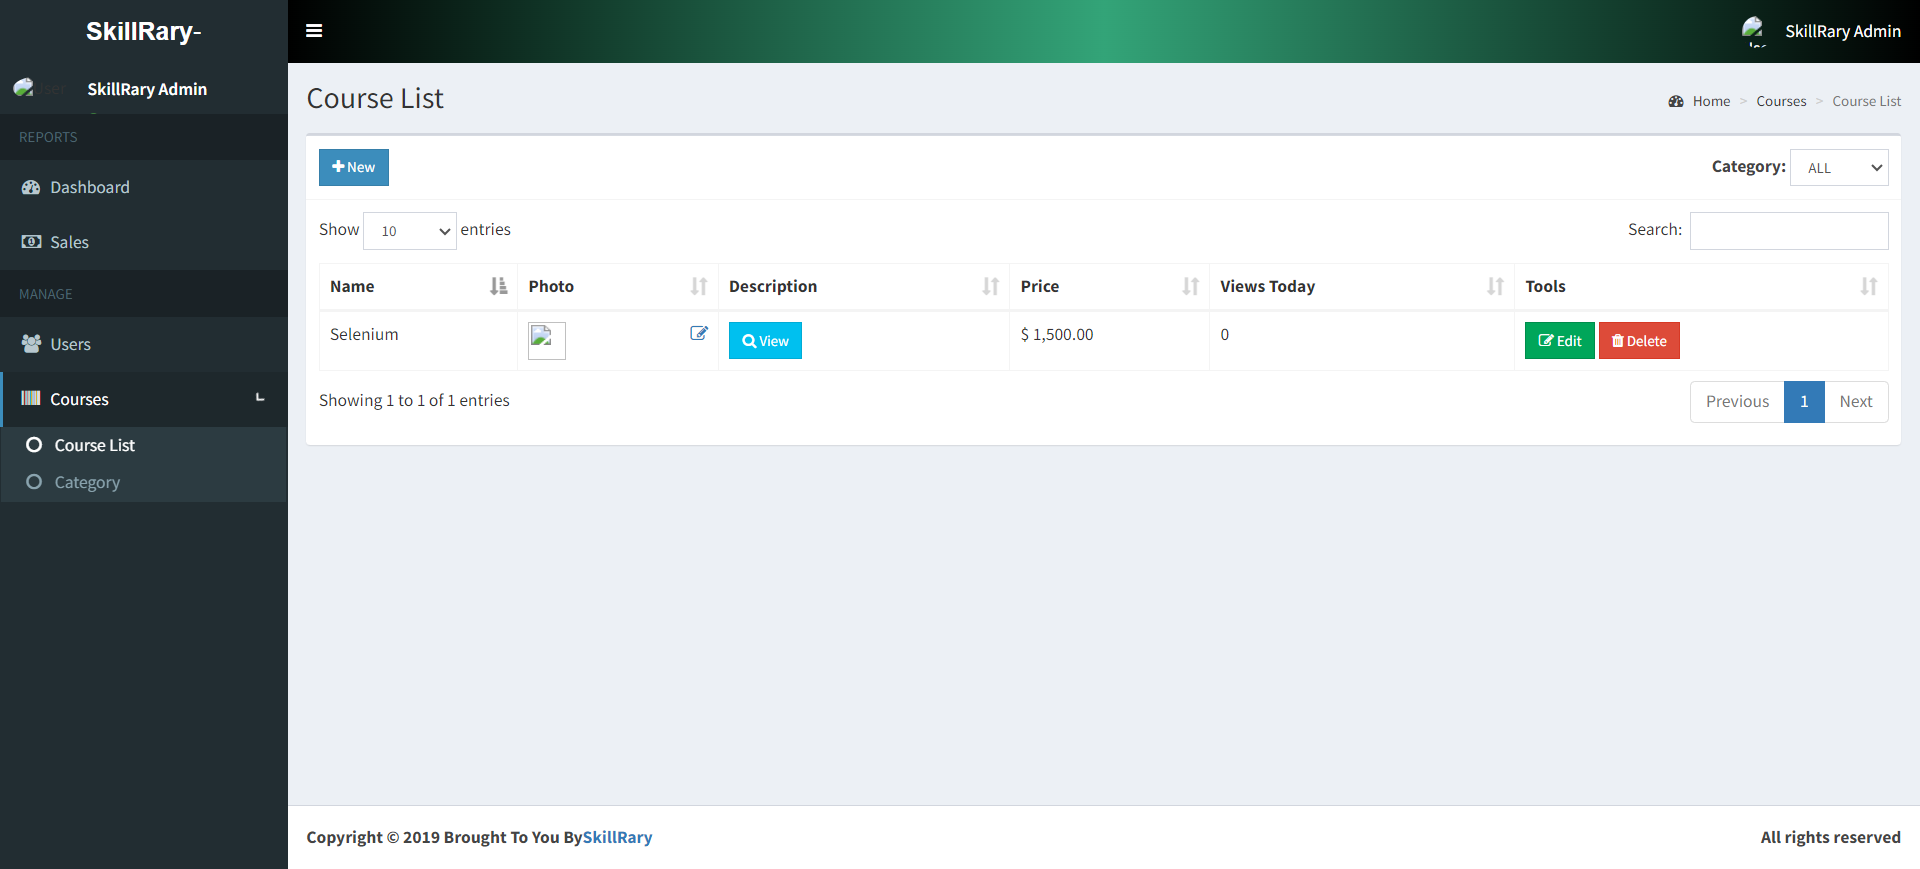 SkillRary-
SkillRary Admin
SkillRary Admin
REPORTS
Dashboard
Sales
MANAGE
Users
Courses
Course List
Category
Course List
Home > Courses > Course List
New
Category: ALL
Show 10 entries
Search:
Name Photo Description Price Views Today Tools
Selenium View $ 1,500.00 0 Edit Delete
Showing 1 to 1 of 1 entries
Previous 1 Next
Copyright © 2019 Brought To You BySkillRary
All rights reserved